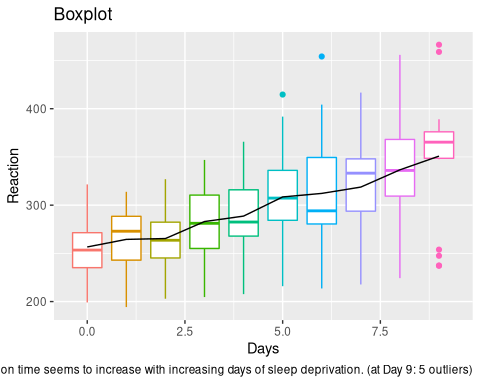 Boxplot
Reaction
400
300
200
0.0 2.5 5.0 7.5
Days
on time seems to increase with increasing days of sleep deprivation. (at Day 9: 5 outliers)